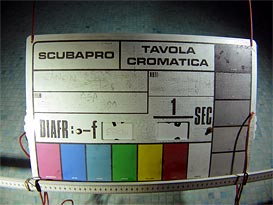 SCUBAPRO
TAVOLA
CROMATICA
1
SEC
DIAFR:-f